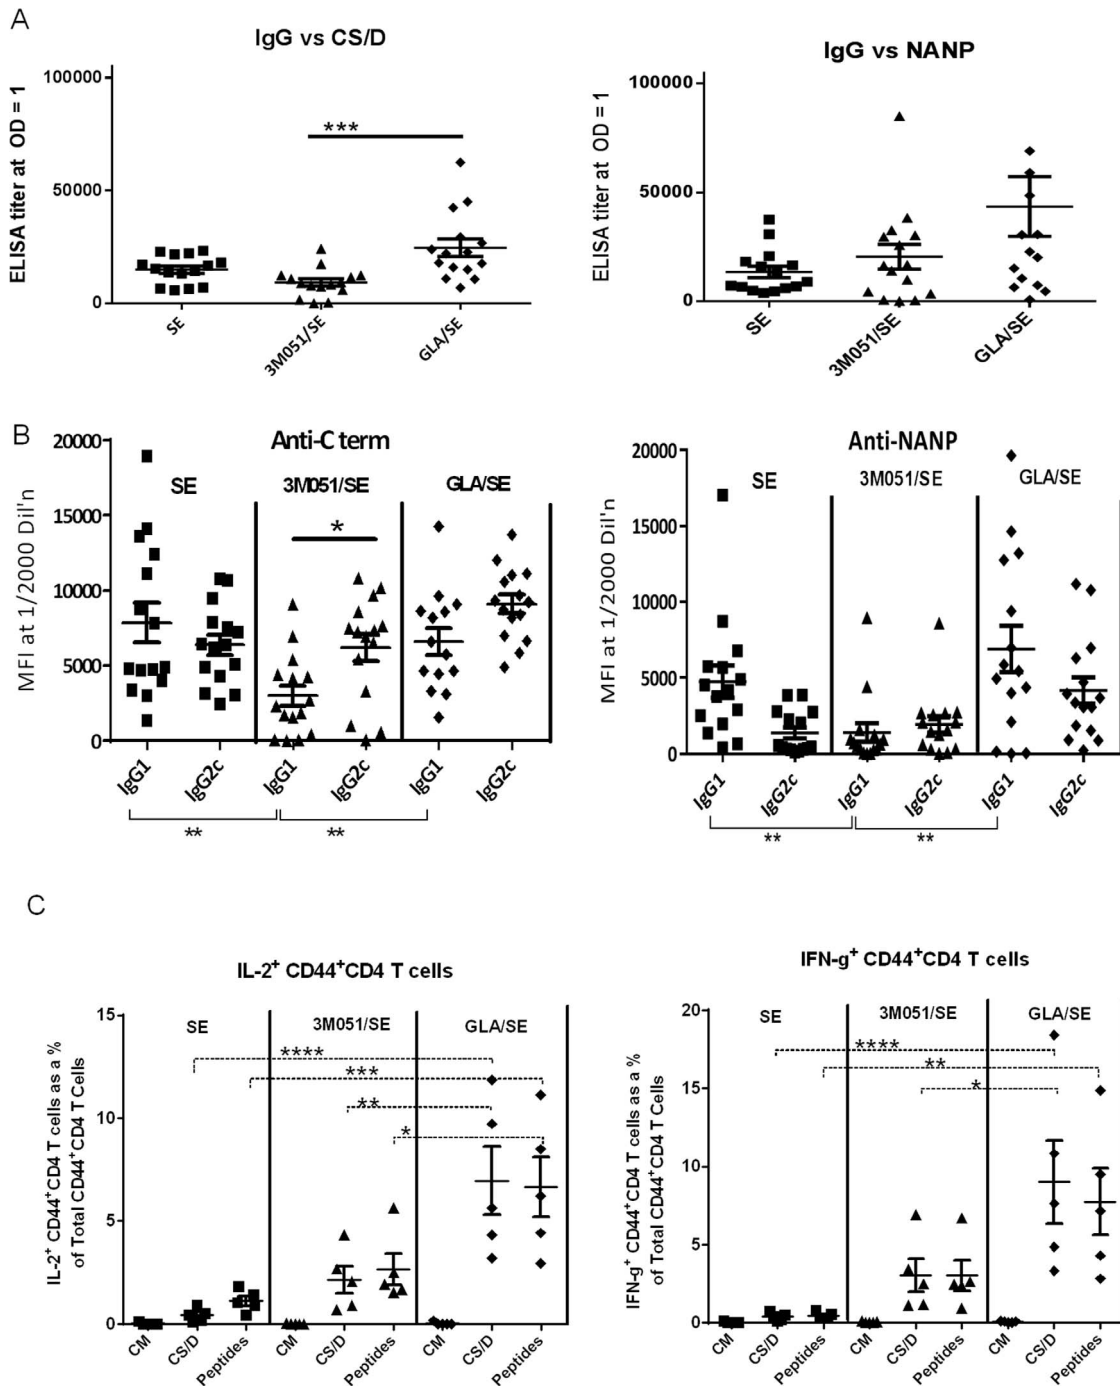 A
IgG vs CS/D
ELISA titer at OD = 1
100000
50000
0
***
SE
3M051/SE
GLA/SE
IgG vs NANP
ELISA titer at OD = 1
100000
50000
0
SE
3M051/SE
GLA/SE
B
Anti-C term
MFI at 1/2000 Dil'n
20000
15000
10000
5000
0
SE
3M051/SE
GLA/SE
*
IgG1
IgG2c
IgG1
IgG2c
IgG1
IgG2c
**
**
Anti-NANP
MFI at 1/2000 Dil'n
20000
15000
10000
5000
0
SE
3M051/SE
GLA/SE
IgG1
IgG2c
IgG1
IgG2c
IgG1
IgG2c
**
**
C
IL-2+ CD44+CD4 T cells
IL-2+ CD44+CD4 T cells as a %
of Total CD44+CD4 T Cells
15
10
5
0
SE
3M051/SE
GLA/SE
****
***
**
*
CM
CS/D
Peptides
CM
CS/D
Peptides
CM
CS/D
Peptides
IFN-g+ CD44+CD4 T cells
IFN-g+ CD44+CD4 T cells as a %
of Total CD44+CD4 T Cells
20
15
10
5
0
SE
3M051/SE
GLA/SE
****
**
*
CM
CS/D
Peptides
CM
CS/D
Peptides
CM
CS/D
Peptides